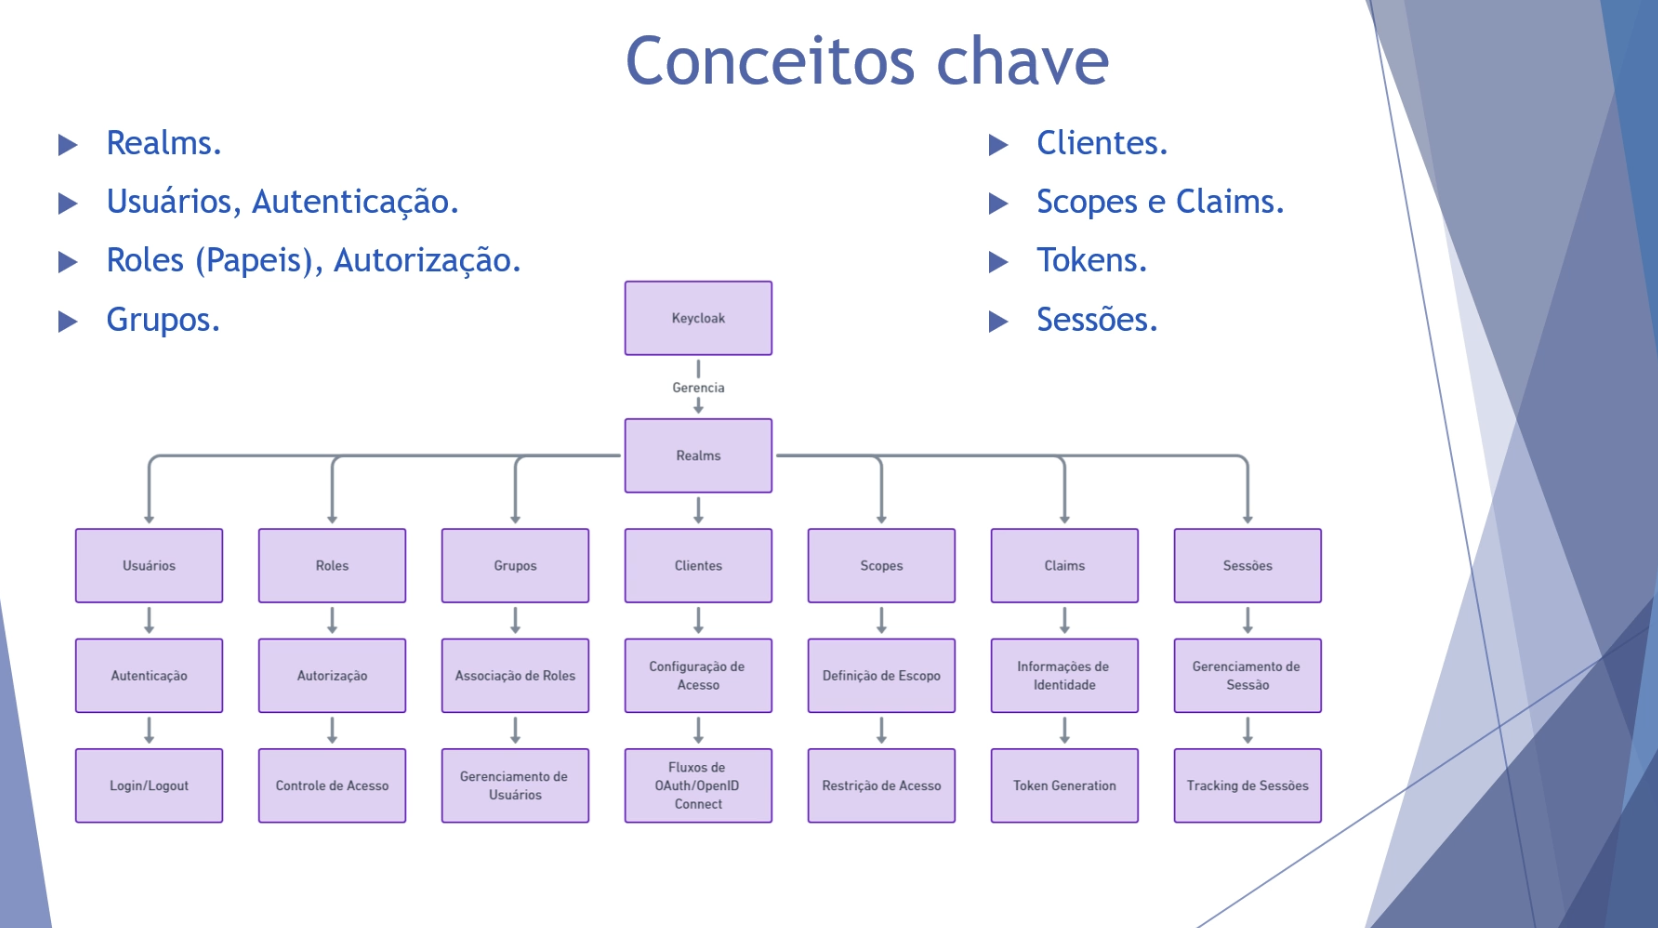 Conceitos chave
Realms.
Usuários, Autenticação.
Roles (Papeis), Autorização.
Grupos.
Clientes.
Scopes e Claims.
Tokens.
Sessões.
Keycloak
Gerencia
Realms
Usuários
Roles
Grupos
Clientes
Scopes
Claims
Sessões
Autenticação
Autorização
Associação de Roles
Configuração de
Acesso
Definição de Escopo
Informações de
Identidade
Gerenciamento de
Sessão
Login/Logout
Controle de Acesso
Gerenciamento de
Usuários
Fluxos de
OAuth/OpenID
Connect
Restrição de Acesso
Token Generation
Tracking de Sessões